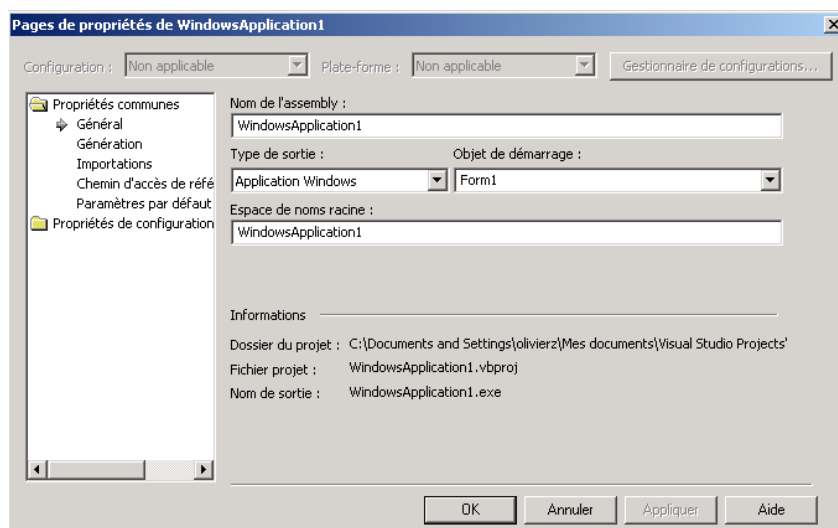 Pages de propriétés de WindowsApplication1
Configuration : Non applicable Plate-forme : Non applicable Gestionnaire de configurations...
Propriétés communes
Général
Génération
Importations
Chemin d'accès de réfé
Paramètres par défaut
Propriétés de configuration
Nom de l'assembly :
WindowsApplication1
Type de sortie : Objet de démarrage :
Application Windows Form1
Espace de noms racine :
WindowsApplication1
Informations
Dossier du projet : C:\Documents and Settings\olivierz\Mes documents\Visual Studio Projects'
Fichier projet : WindowsApplication1.vbproj
Nom de sortie : WindowsApplication1.exe
OK Annuler Appliquer Aide